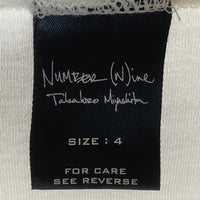 NUMBER (N)ine
Takahiro Miyashita
SIZE : 4
FOR CARE
SEE REVERSE